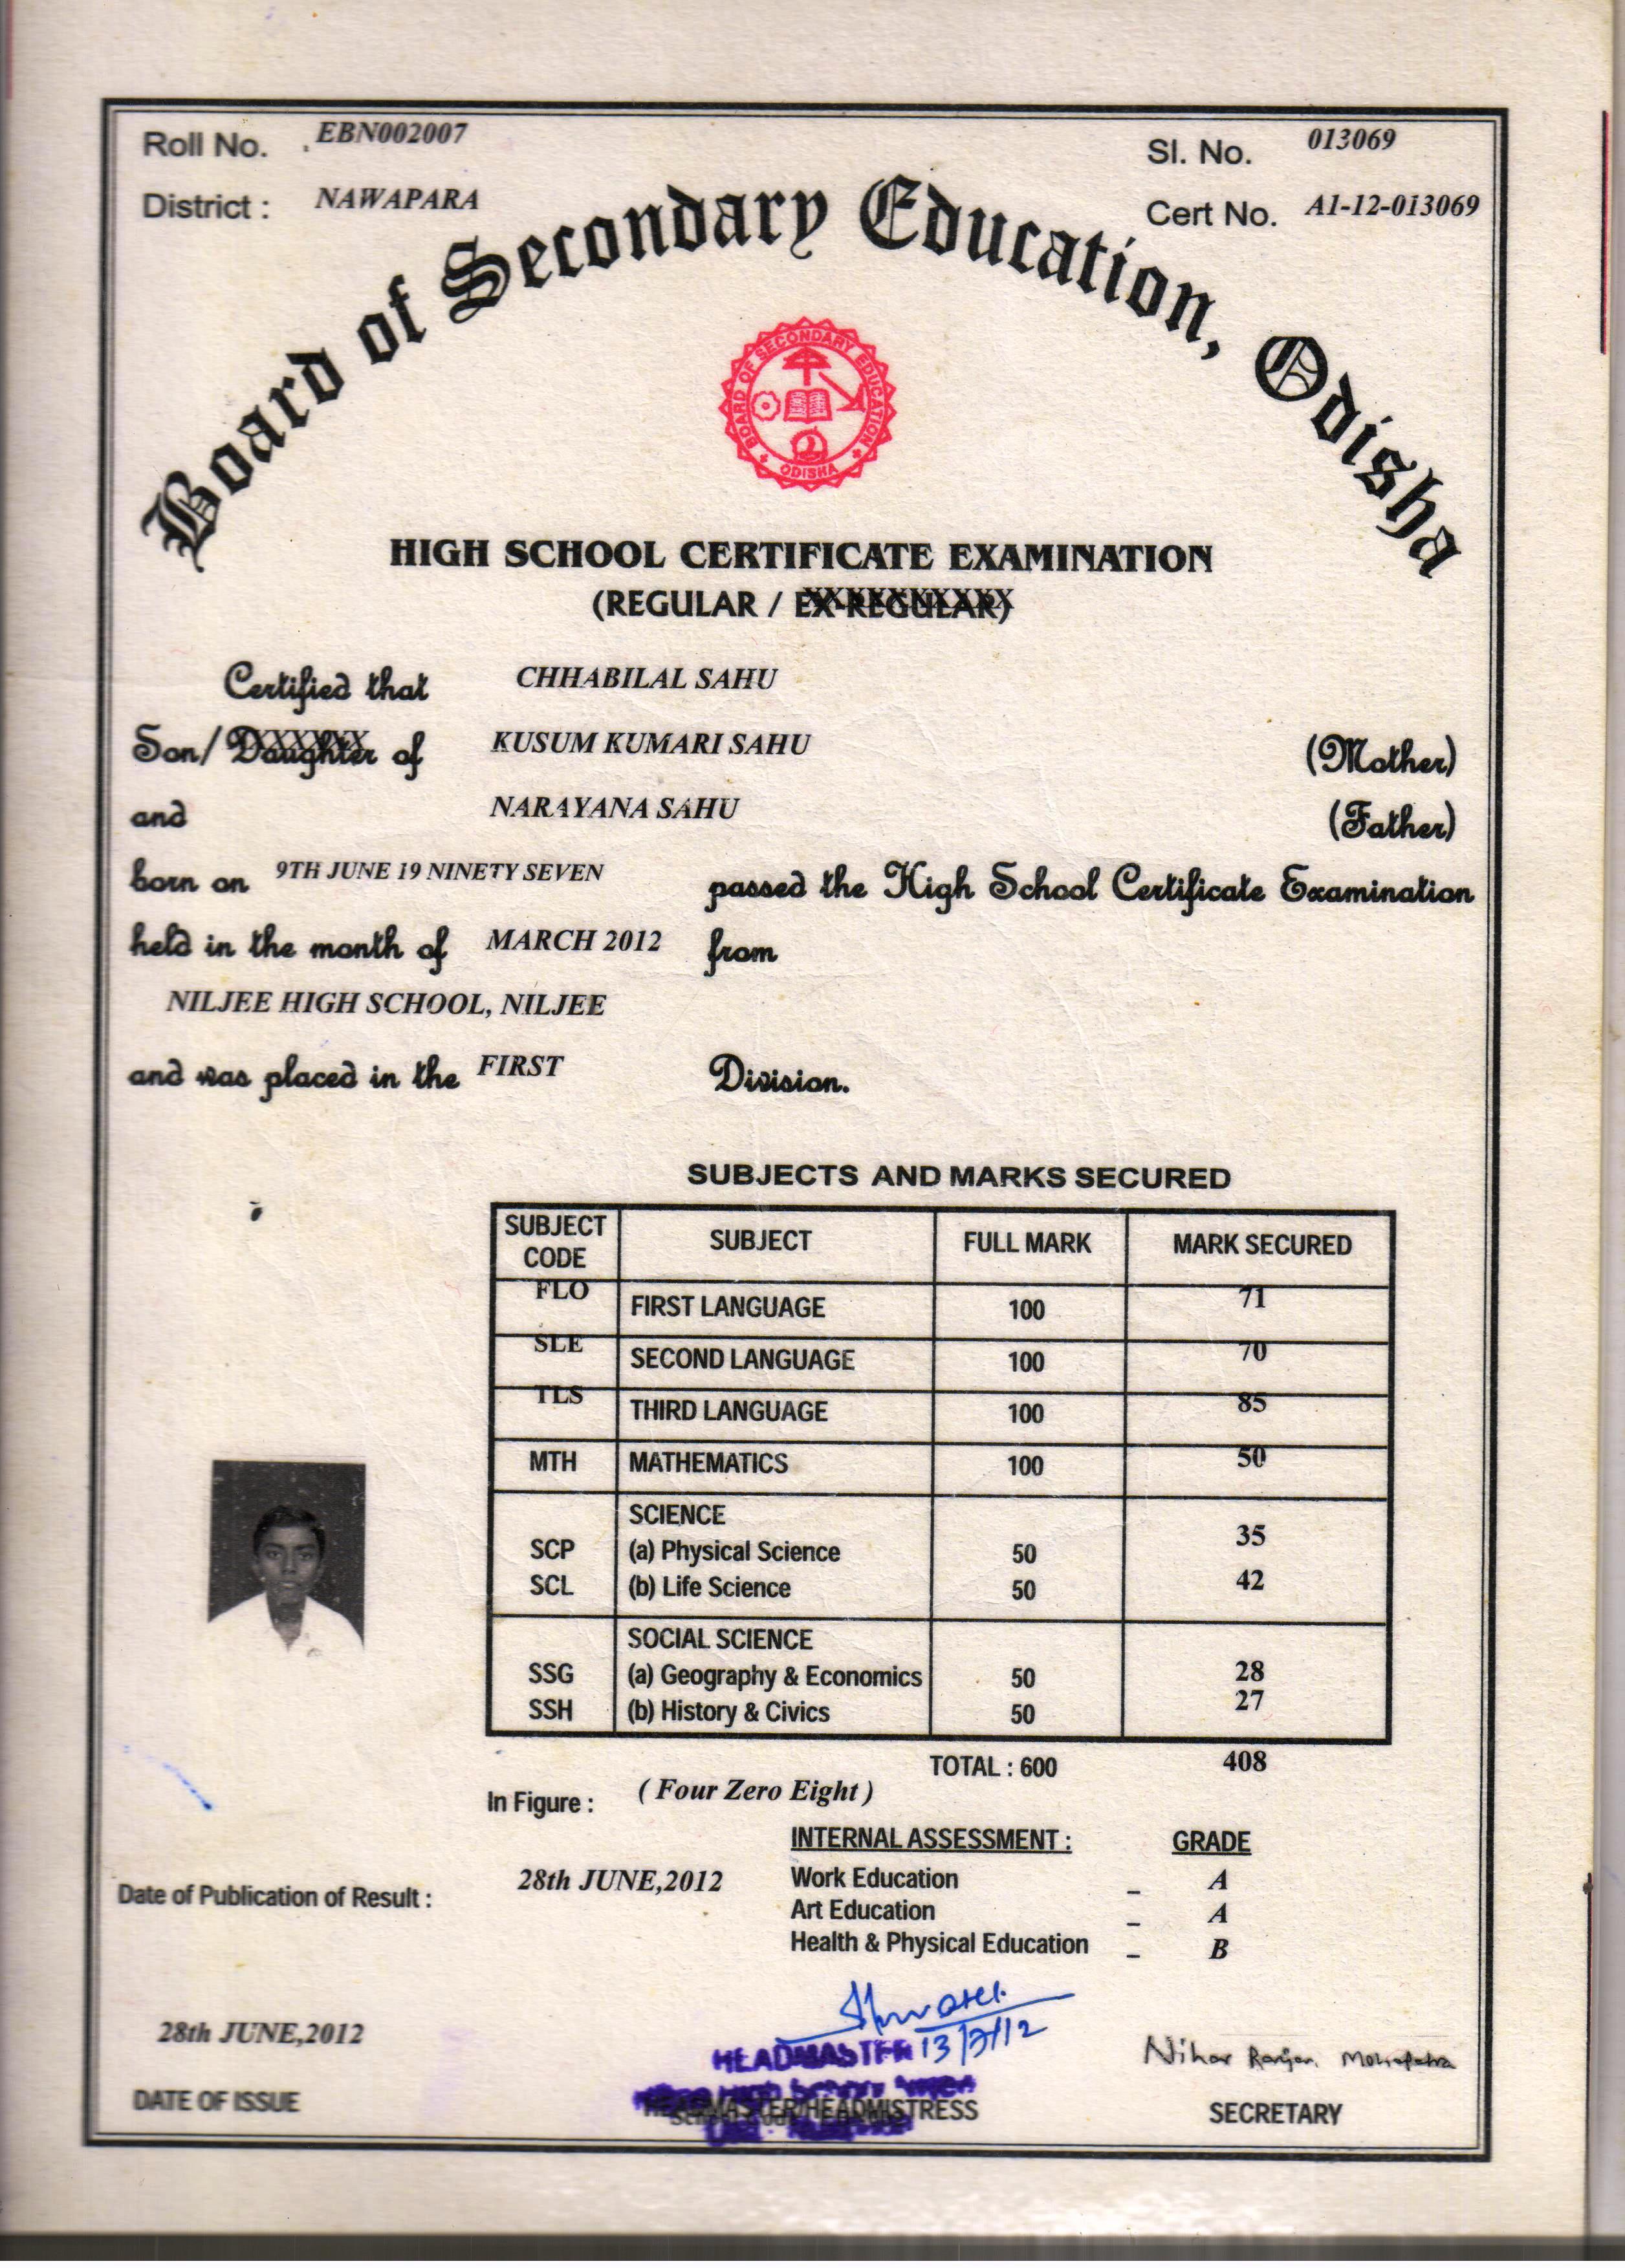 Roll No. EBN002007
Sl. No. 013069
District : NAWAPARA
Cert No. A1-12-013069
Board of Secondary Education, Odisha
BOARD OF SECONDARY EDUCATION
ODISHA
HIGH SCHOOL CERTIFICATE EXAMINATION
(REGULAR / EX-REGULAR)
Certified that CHHABILAL SAHU
Son/ Daughter of KUSUM KUMARI SAHU (Mother)
and NARAYANA SAHU (Father)
born on 9TH JUNE 19 NINETY SEVEN passed the High School Certificate Examination
held in the month of MARCH 2012 from
NILJEE HIGH SCHOOL, NILJEE
and was placed in the FIRST Division.
SUBJECTS AND MARKS SECURED
SUBJECT CODE SUBJECT FULL MARK MARK SECURED
FLO FIRST LANGUAGE 100 71
SLE SECOND LANGUAGE 100 70
TLS THIRD LANGUAGE 100 85
MTH MATHEMATICS 100 50
SCIENCE
SCP (a) Physical Science 50 35
SCL (b) Life Science 50 42
SOCIAL SCIENCE
SSG (a) Geography & Economics 50 28
SSH (b) History & Civics 50 27
TOTAL : 600 408
In Figure : ( Four Zero Eight )
INTERNAL ASSESSMENT : GRADE
Date of Publication of Result : 28th JUNE,2012
Work Education - A
Art Education - A
Health & Physical Education - B
13/7/12
28th JUNE,2012
HEADMASTER
Nihar Ranjan Mohapatra
DATE OF ISSUE
HEADMASTER/HEADMISTRESS
SECRETARY